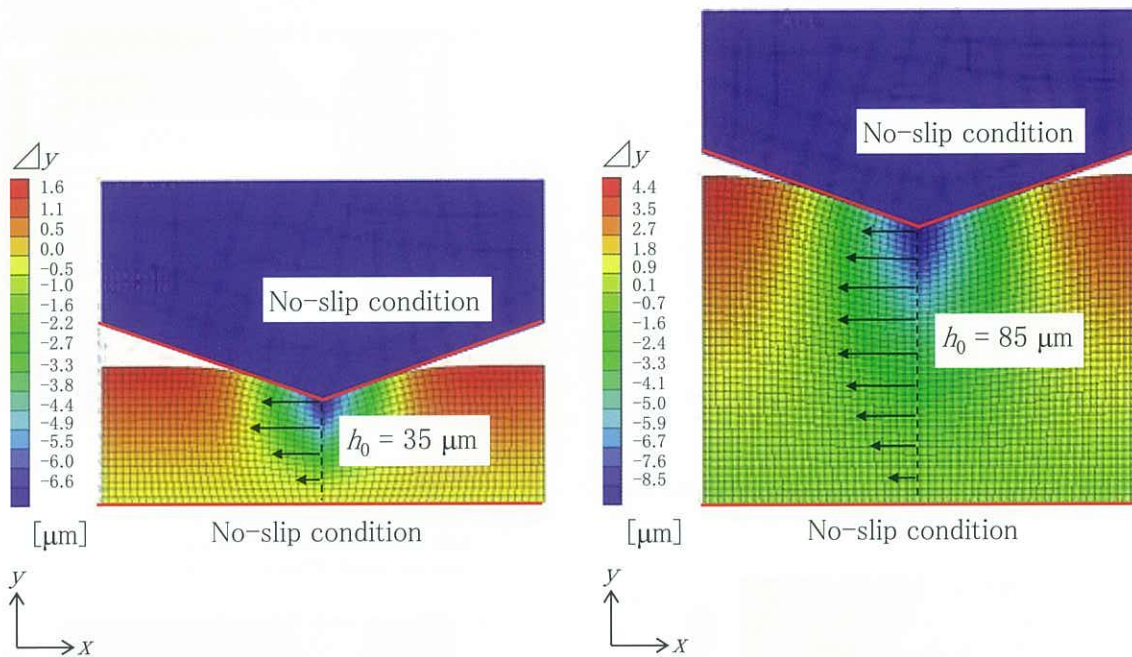 △y
1.6
1.1
0.5
0.0
-0.5
-1.0
-1.6
-2.2
-3.3
-3.8
-4.4
-4.9
-5.5
-6.0
-6.6
[μm]
No-slip condition
h₀ = 35 μm
No-slip condition
y
x
△y
4.4
3.5
2.7
1.8
0.9
0.1
-0.7
-1.6
-2.4
-3.3
-4.1
-5.0
-6.7
-7.6
-8.5
[μm]
No-slip condition
h₀ = 85 μm
No-slip condition
y
x